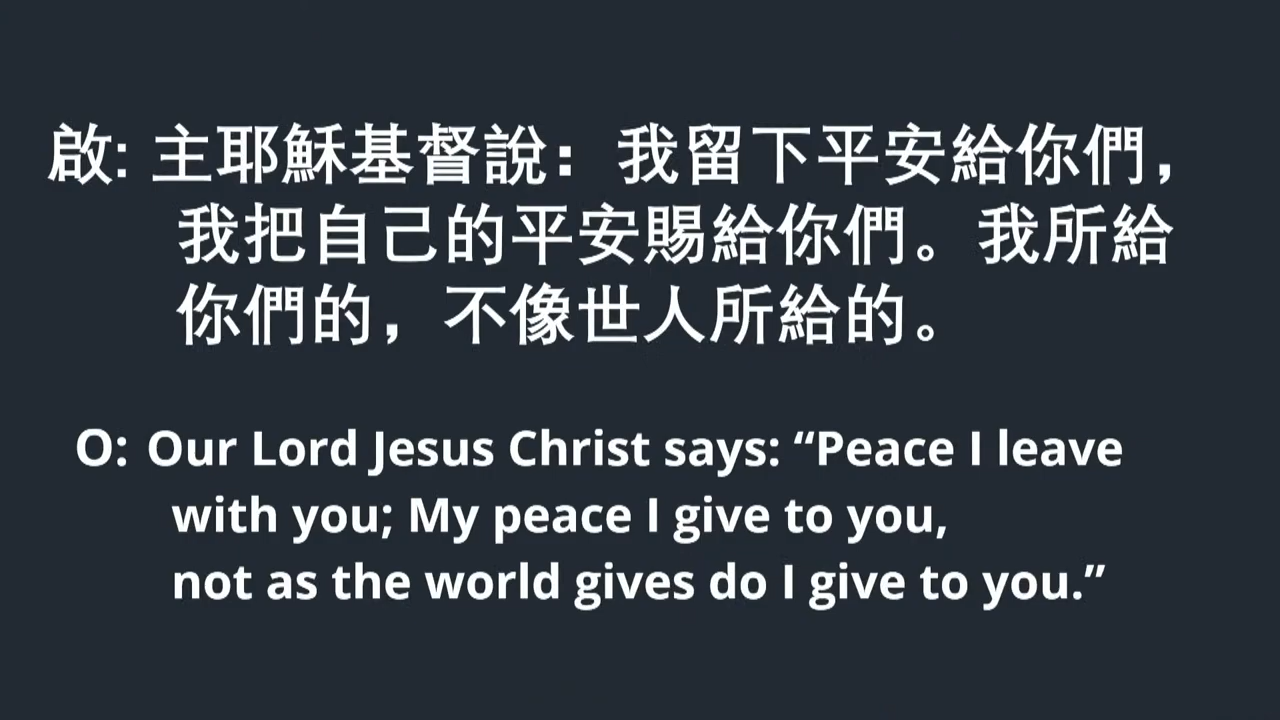 啟: 主耶穌基督說：我留下平安給你們，
我把自己的平安賜給你們。我所給
你們的，不像世人所給的。
O: Our Lord Jesus Christ says: “Peace I leave
with you; My peace I give to you,
not as the world gives do I give to you.”